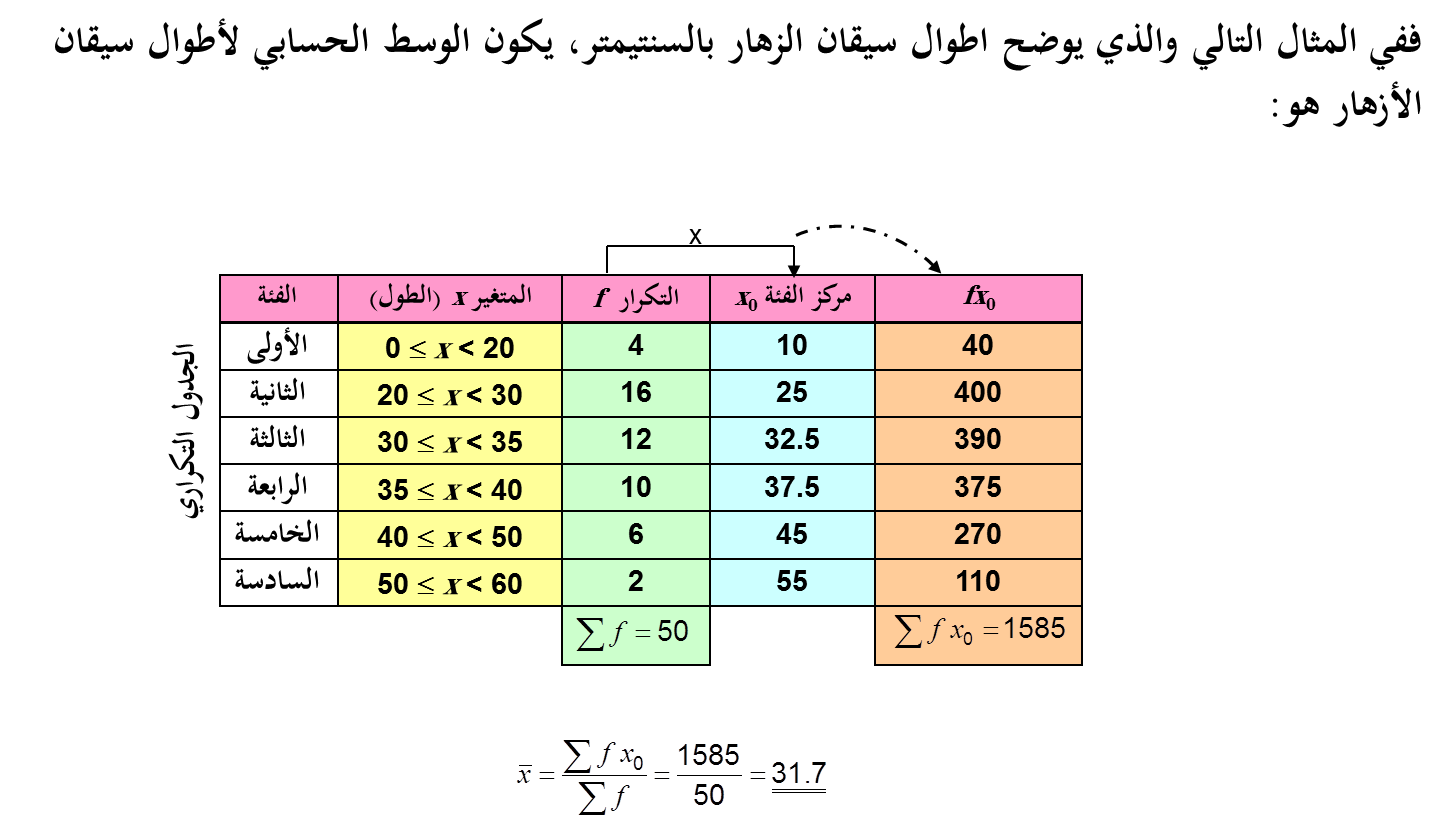 ففي المثال التالي والذي يوضح اطوال سيقان الزهار بالسنتيمتر، يكون الوسط الحسابي لأطوال سيقان
الأزهار هو:
x
الجدول التكراري
الفئة | المتغير x (الطول) | التكرار f | مركز الفئة x₀ | fx₀
الأولى | 0 ≤ x < 20 | 4 | 10 | 40
الثانية | 20 ≤ x < 30 | 16 | 25 | 400
الثالثة | 30 ≤ x < 35 | 12 | 32.5 | 390
الرابعة | 35 ≤ x < 40 | 10 | 37.5 | 375
الخامسة | 40 ≤ x < 50 | 6 | 45 | 270
السادسة | 50 ≤ x < 60 | 2 | 55 | 110
∑ f = 50 | ∑ f x₀ = 1585
x̄ = ∑ f x₀ / ∑ f = 1585 / 50 = 31.7